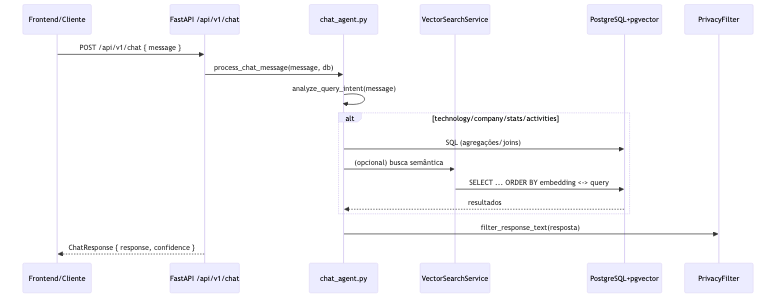 Frontend/Cliente
FastAPI /api/v1/chat
chat_agent.py
VectorSearchService
PostgreSQL+pgvector
PrivacyFilter
POST /api/v1/chat { message }
process_chat_message(message, db)
analyze_query_intent(message)
alt
[technology/company/stats/activities]
SQL (agregações/joins)
(opcional) busca semântica
SELECT ... ORDER BY embedding <-> query
resultados
filter_response_text(resposta)
ChatResponse { response, confidence }
Frontend/Cliente
FastAPI /api/v1/chat
chat_agent.py
VectorSearchService
PostgreSQL+pgvector
PrivacyFilter